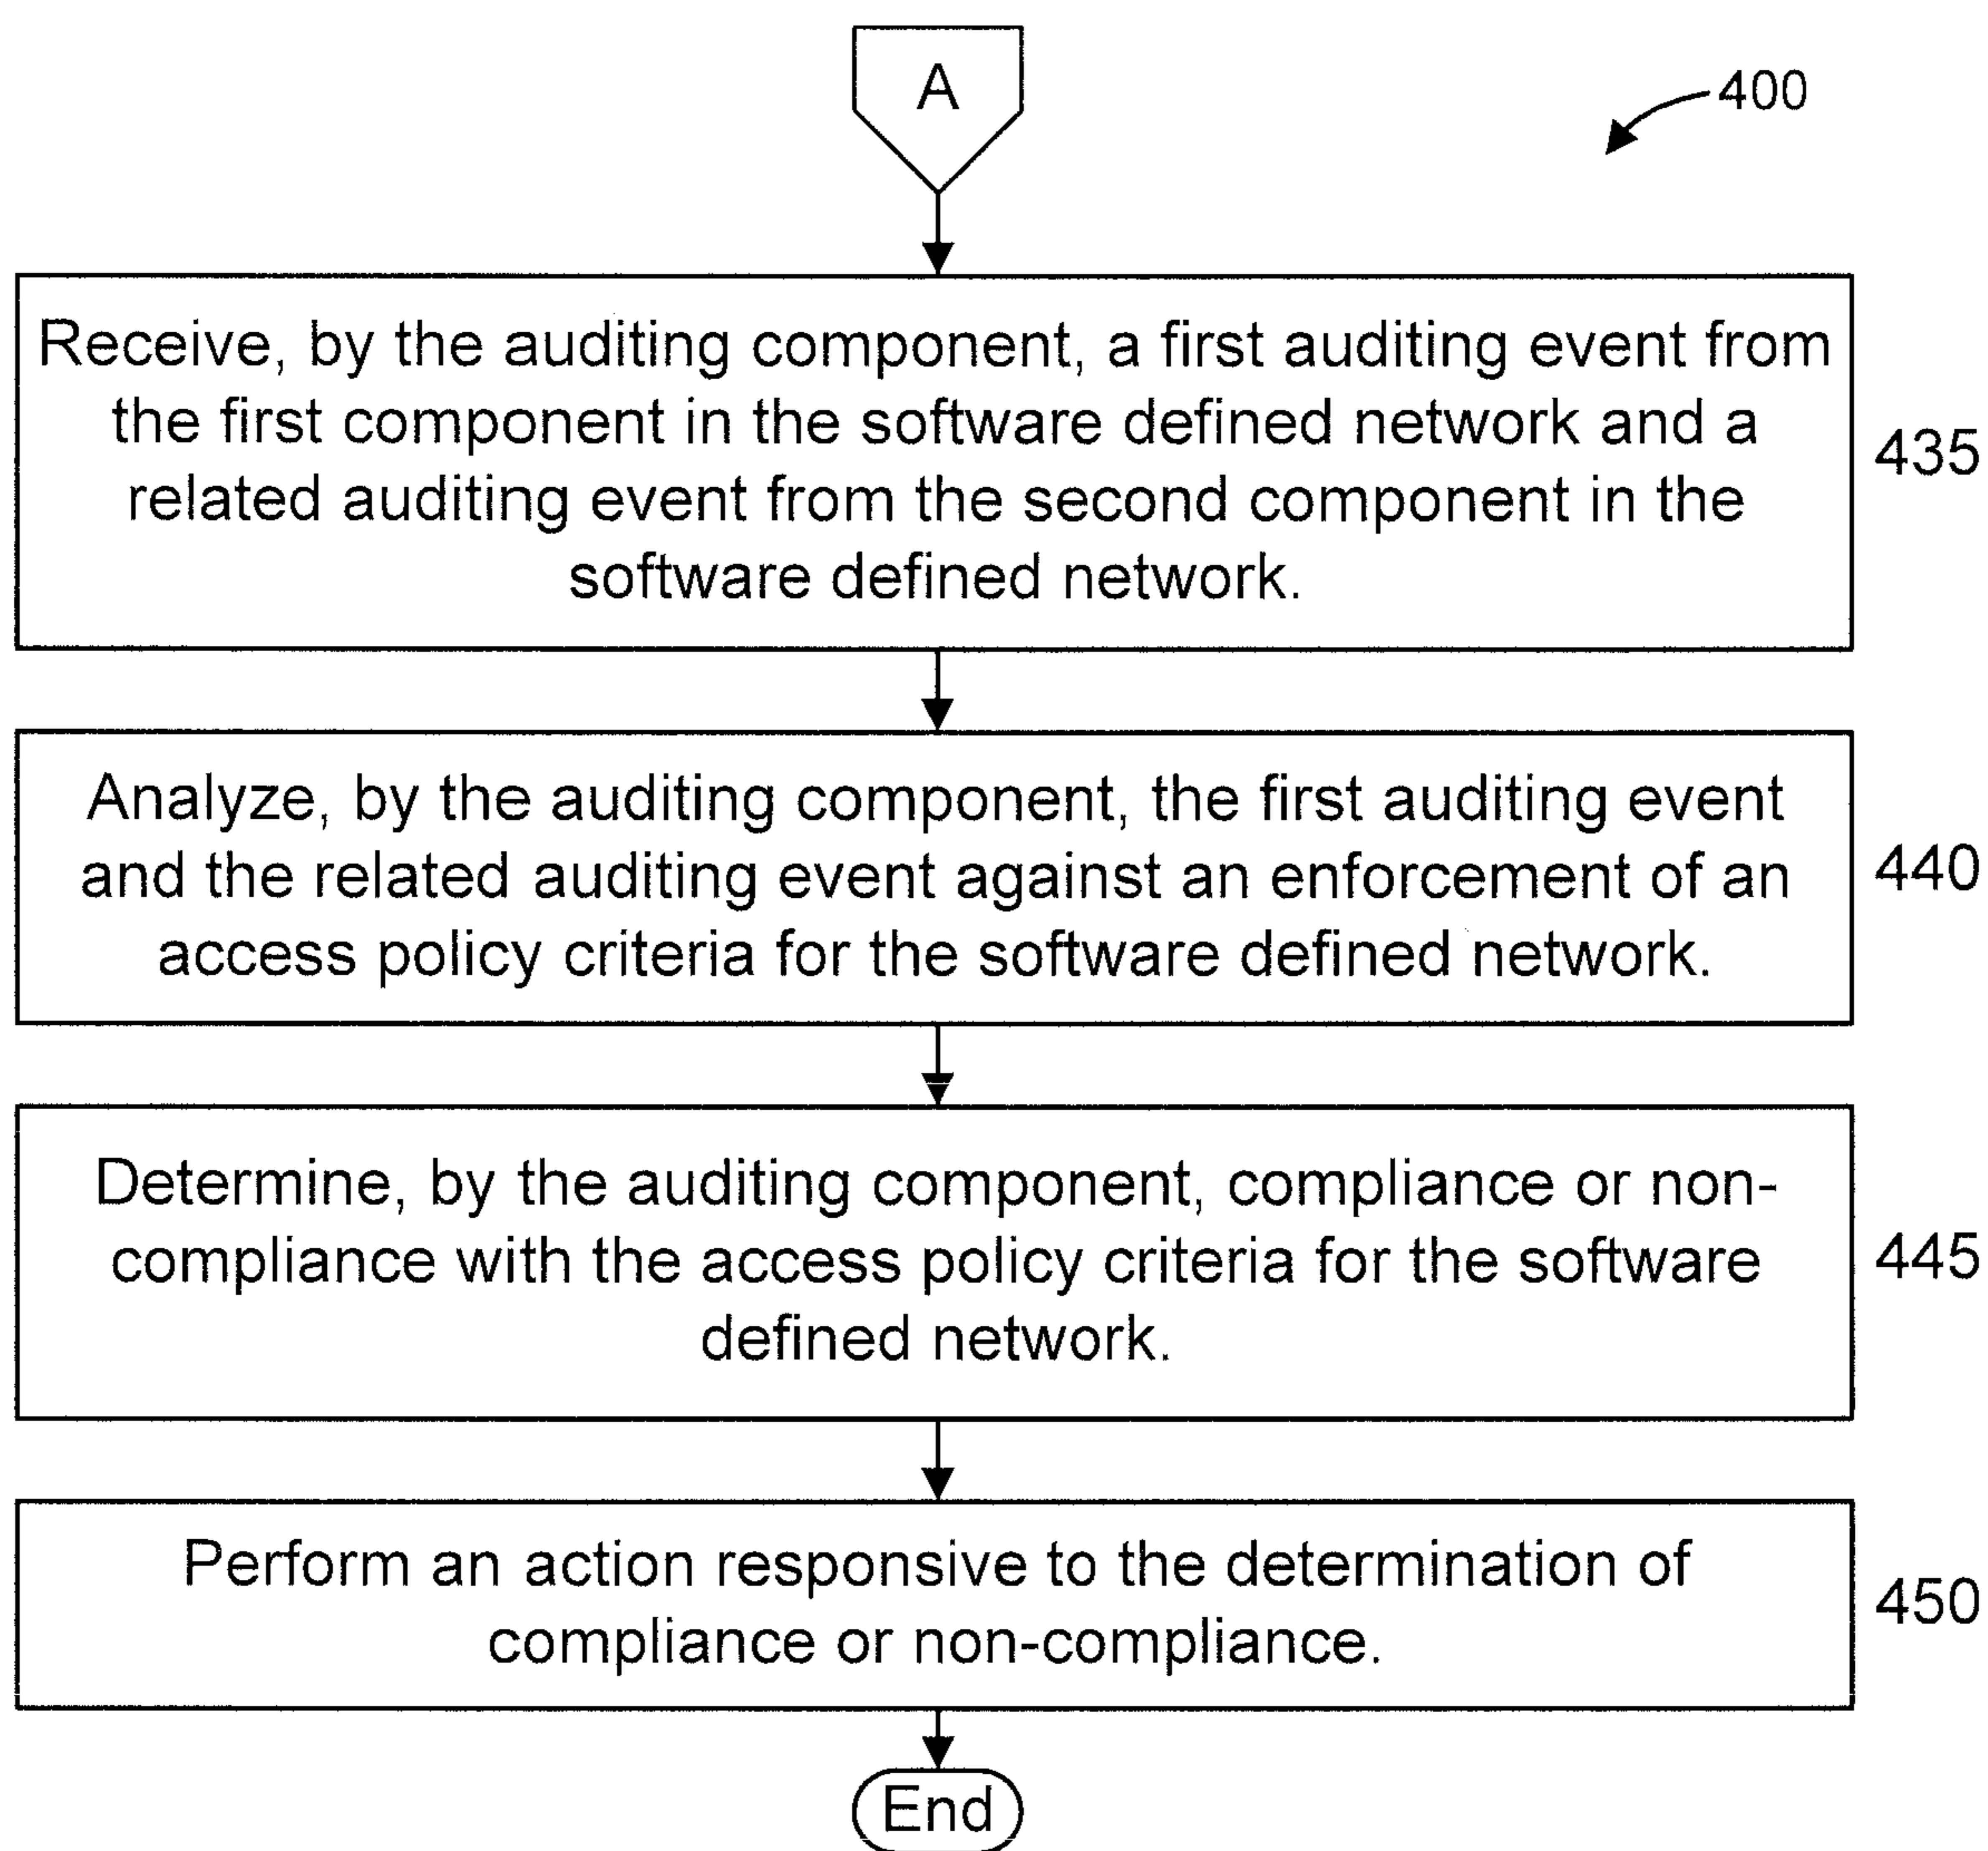 A
400
Receive, by the auditing component, a first auditing event from
the first component in the software defined network and a
related auditing event from the second component in the
software defined network.
435
Analyze, by the auditing component, the first auditing event
and the related auditing event against an enforcement of an
access policy criteria for the software defined network.
440
Determine, by the auditing component, compliance or non-
compliance with the access policy criteria for the software
defined network.
445
Perform an action responsive to the determination of
compliance or non-compliance.
450
End